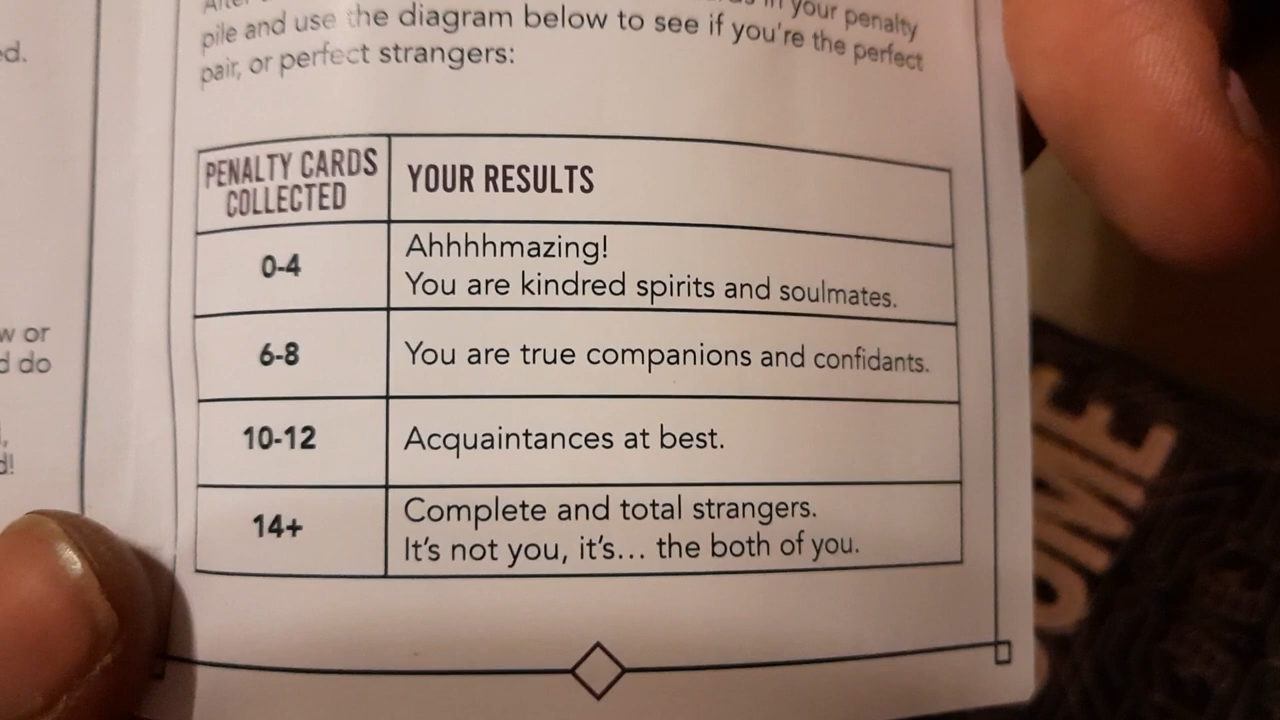 in your penalty
pile and use the diagram below to see if you're the perfect
pair, or perfect strangers:
PENALTY CARDS
COLLECTED
YOUR RESULTS
0-4
Ahhhhmazing!
You are kindred spirits and soulmates.
6-8
You are true companions and confidants.
10-12
Acquaintances at best.
14+
Complete and total strangers.
It's not you, it's... the both of you.